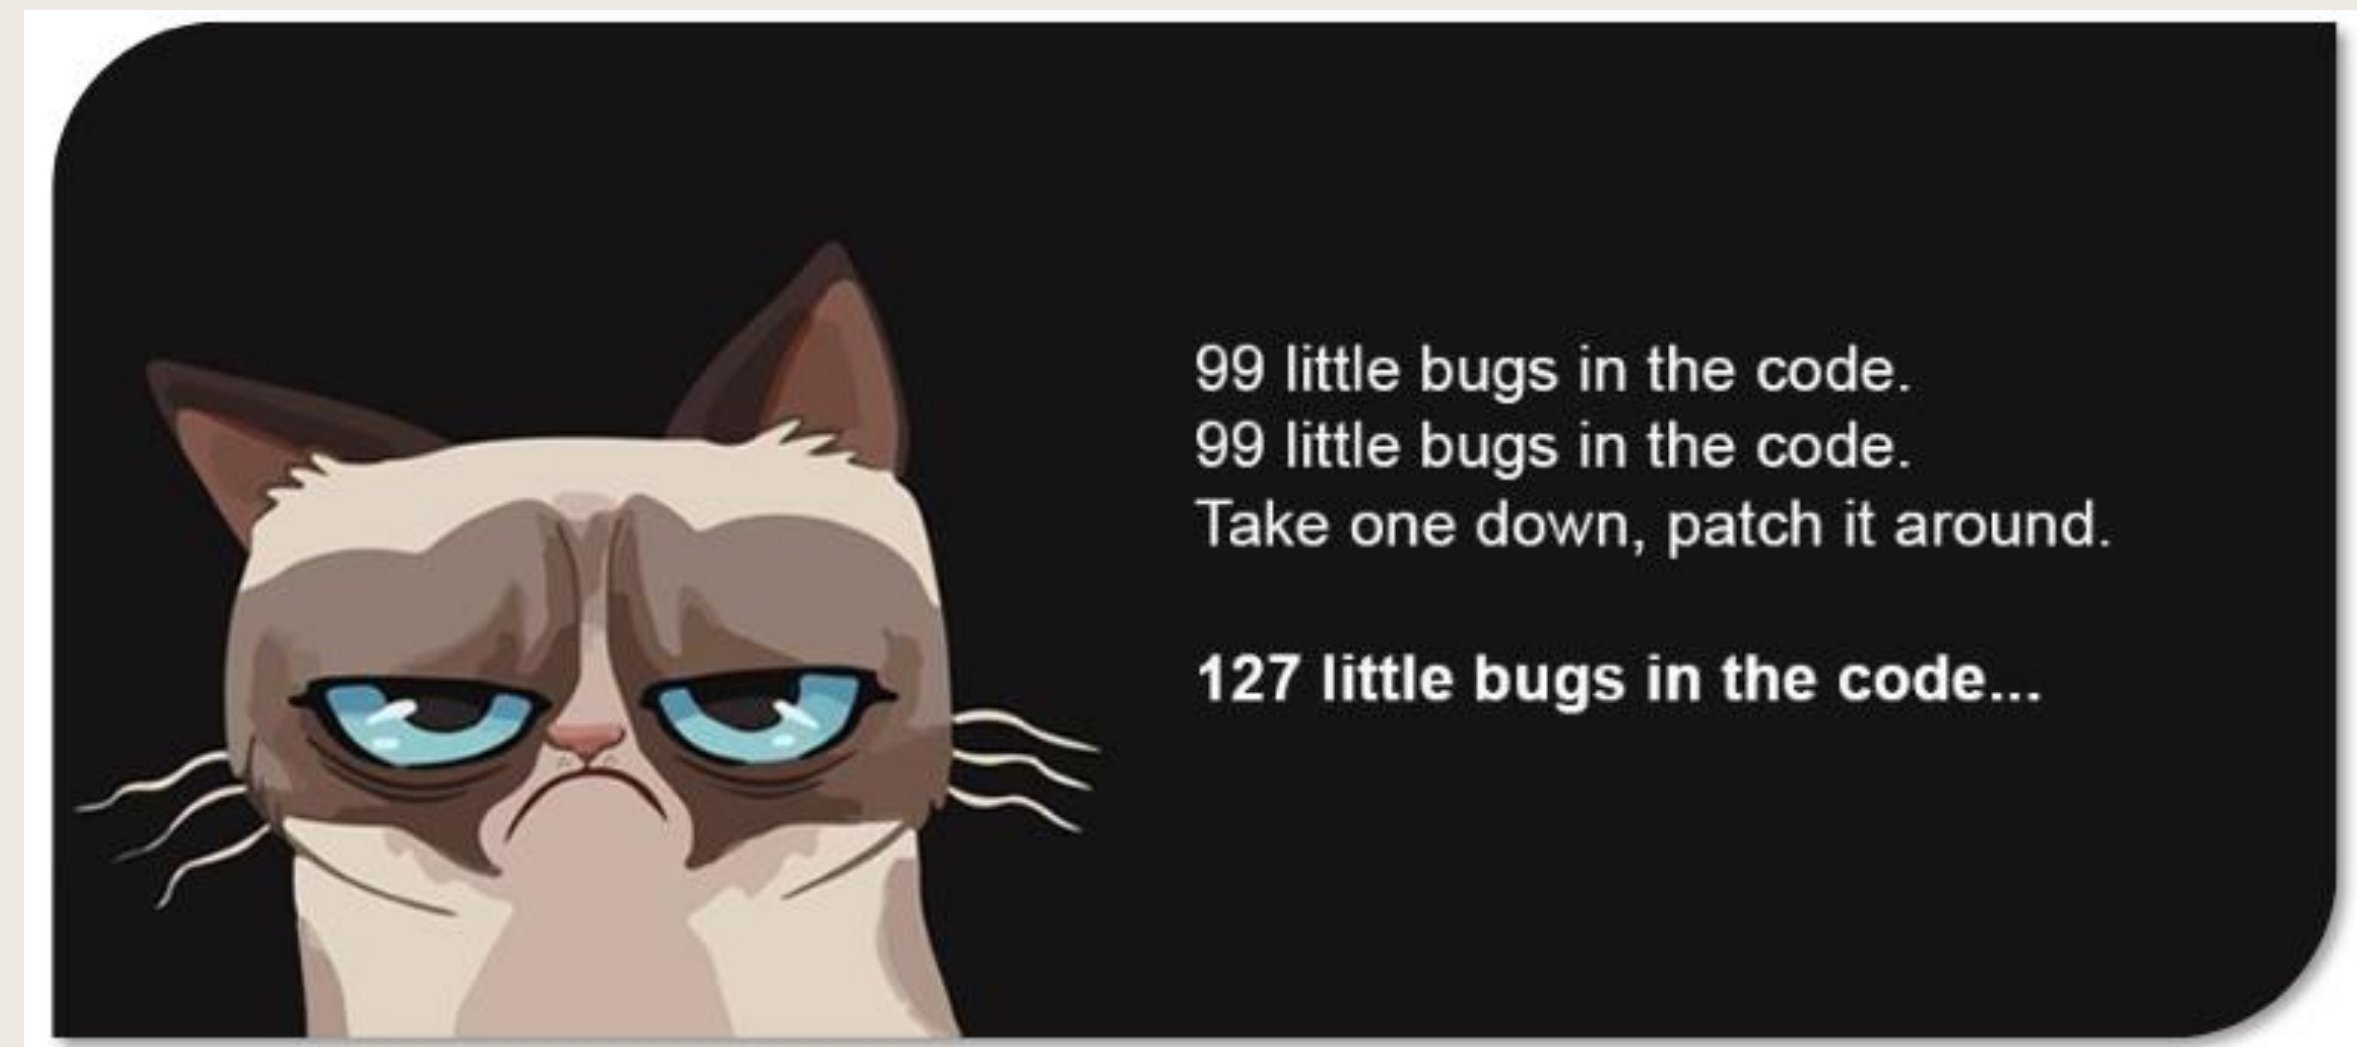 99 little bugs in the code.
99 little bugs in the code.
Take one down, patch it around.
127 little bugs in the code...